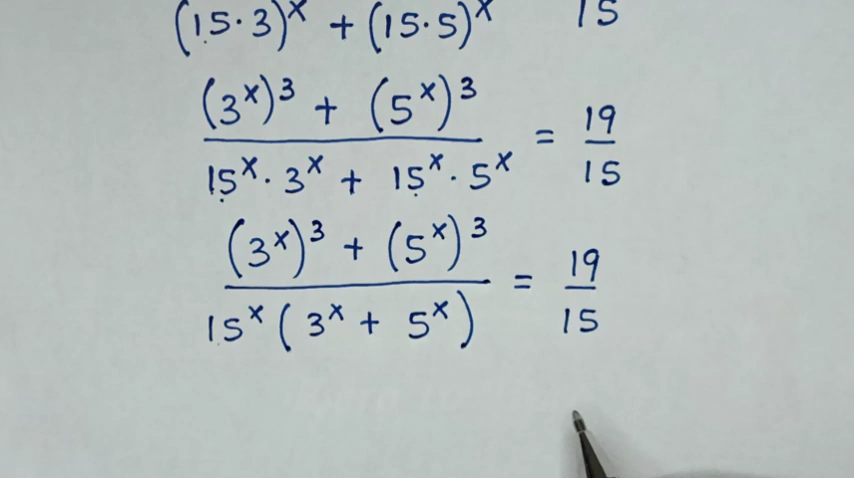 (15·3)^x + (15·5)^x 15
(3^x)^3 + (5^x)^3
15^x · 3^x + 15^x · 5^x = 19/15
(3^x)^3 + (5^x)^3
15^x (3^x + 5^x) = 19/15